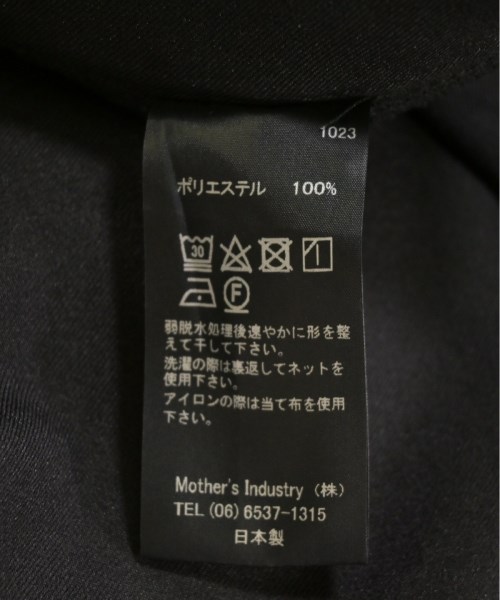 1023
ポリエステル 100%
30
F
弱脱水処理後速やかに形を整
えて干して下さい。
洗濯の際は裏返してネットを
使用下さい。
アイロンの際は当て布を使用
下さい。
Mother's Industry (株)
TEL (06) 6537-1315
日本製